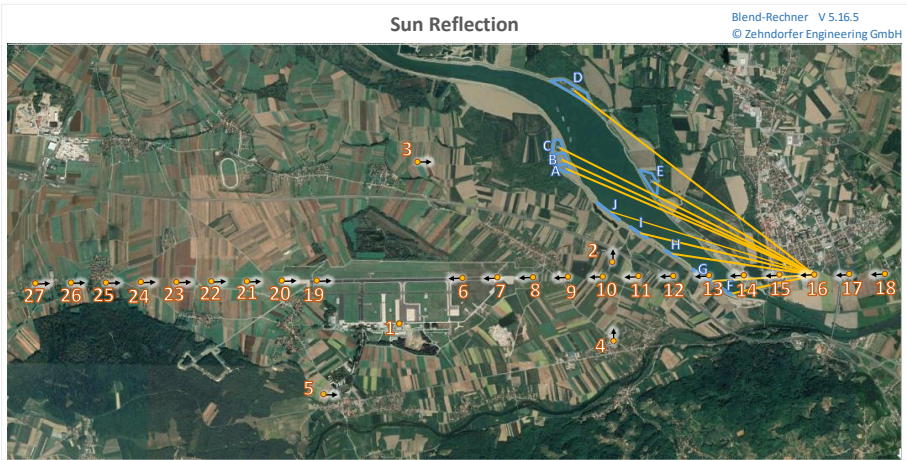 Sun Reflection
Blend-Rechner V 5.16.5
© Zehndorfer Engineering GmbH
D
3
C
B
A
E
J
I
2
H
G
F
27 26 25 24 23 22 21 20 19 6 7 8 9 10 11 12 13 14 15 16 17 18
1
4
5